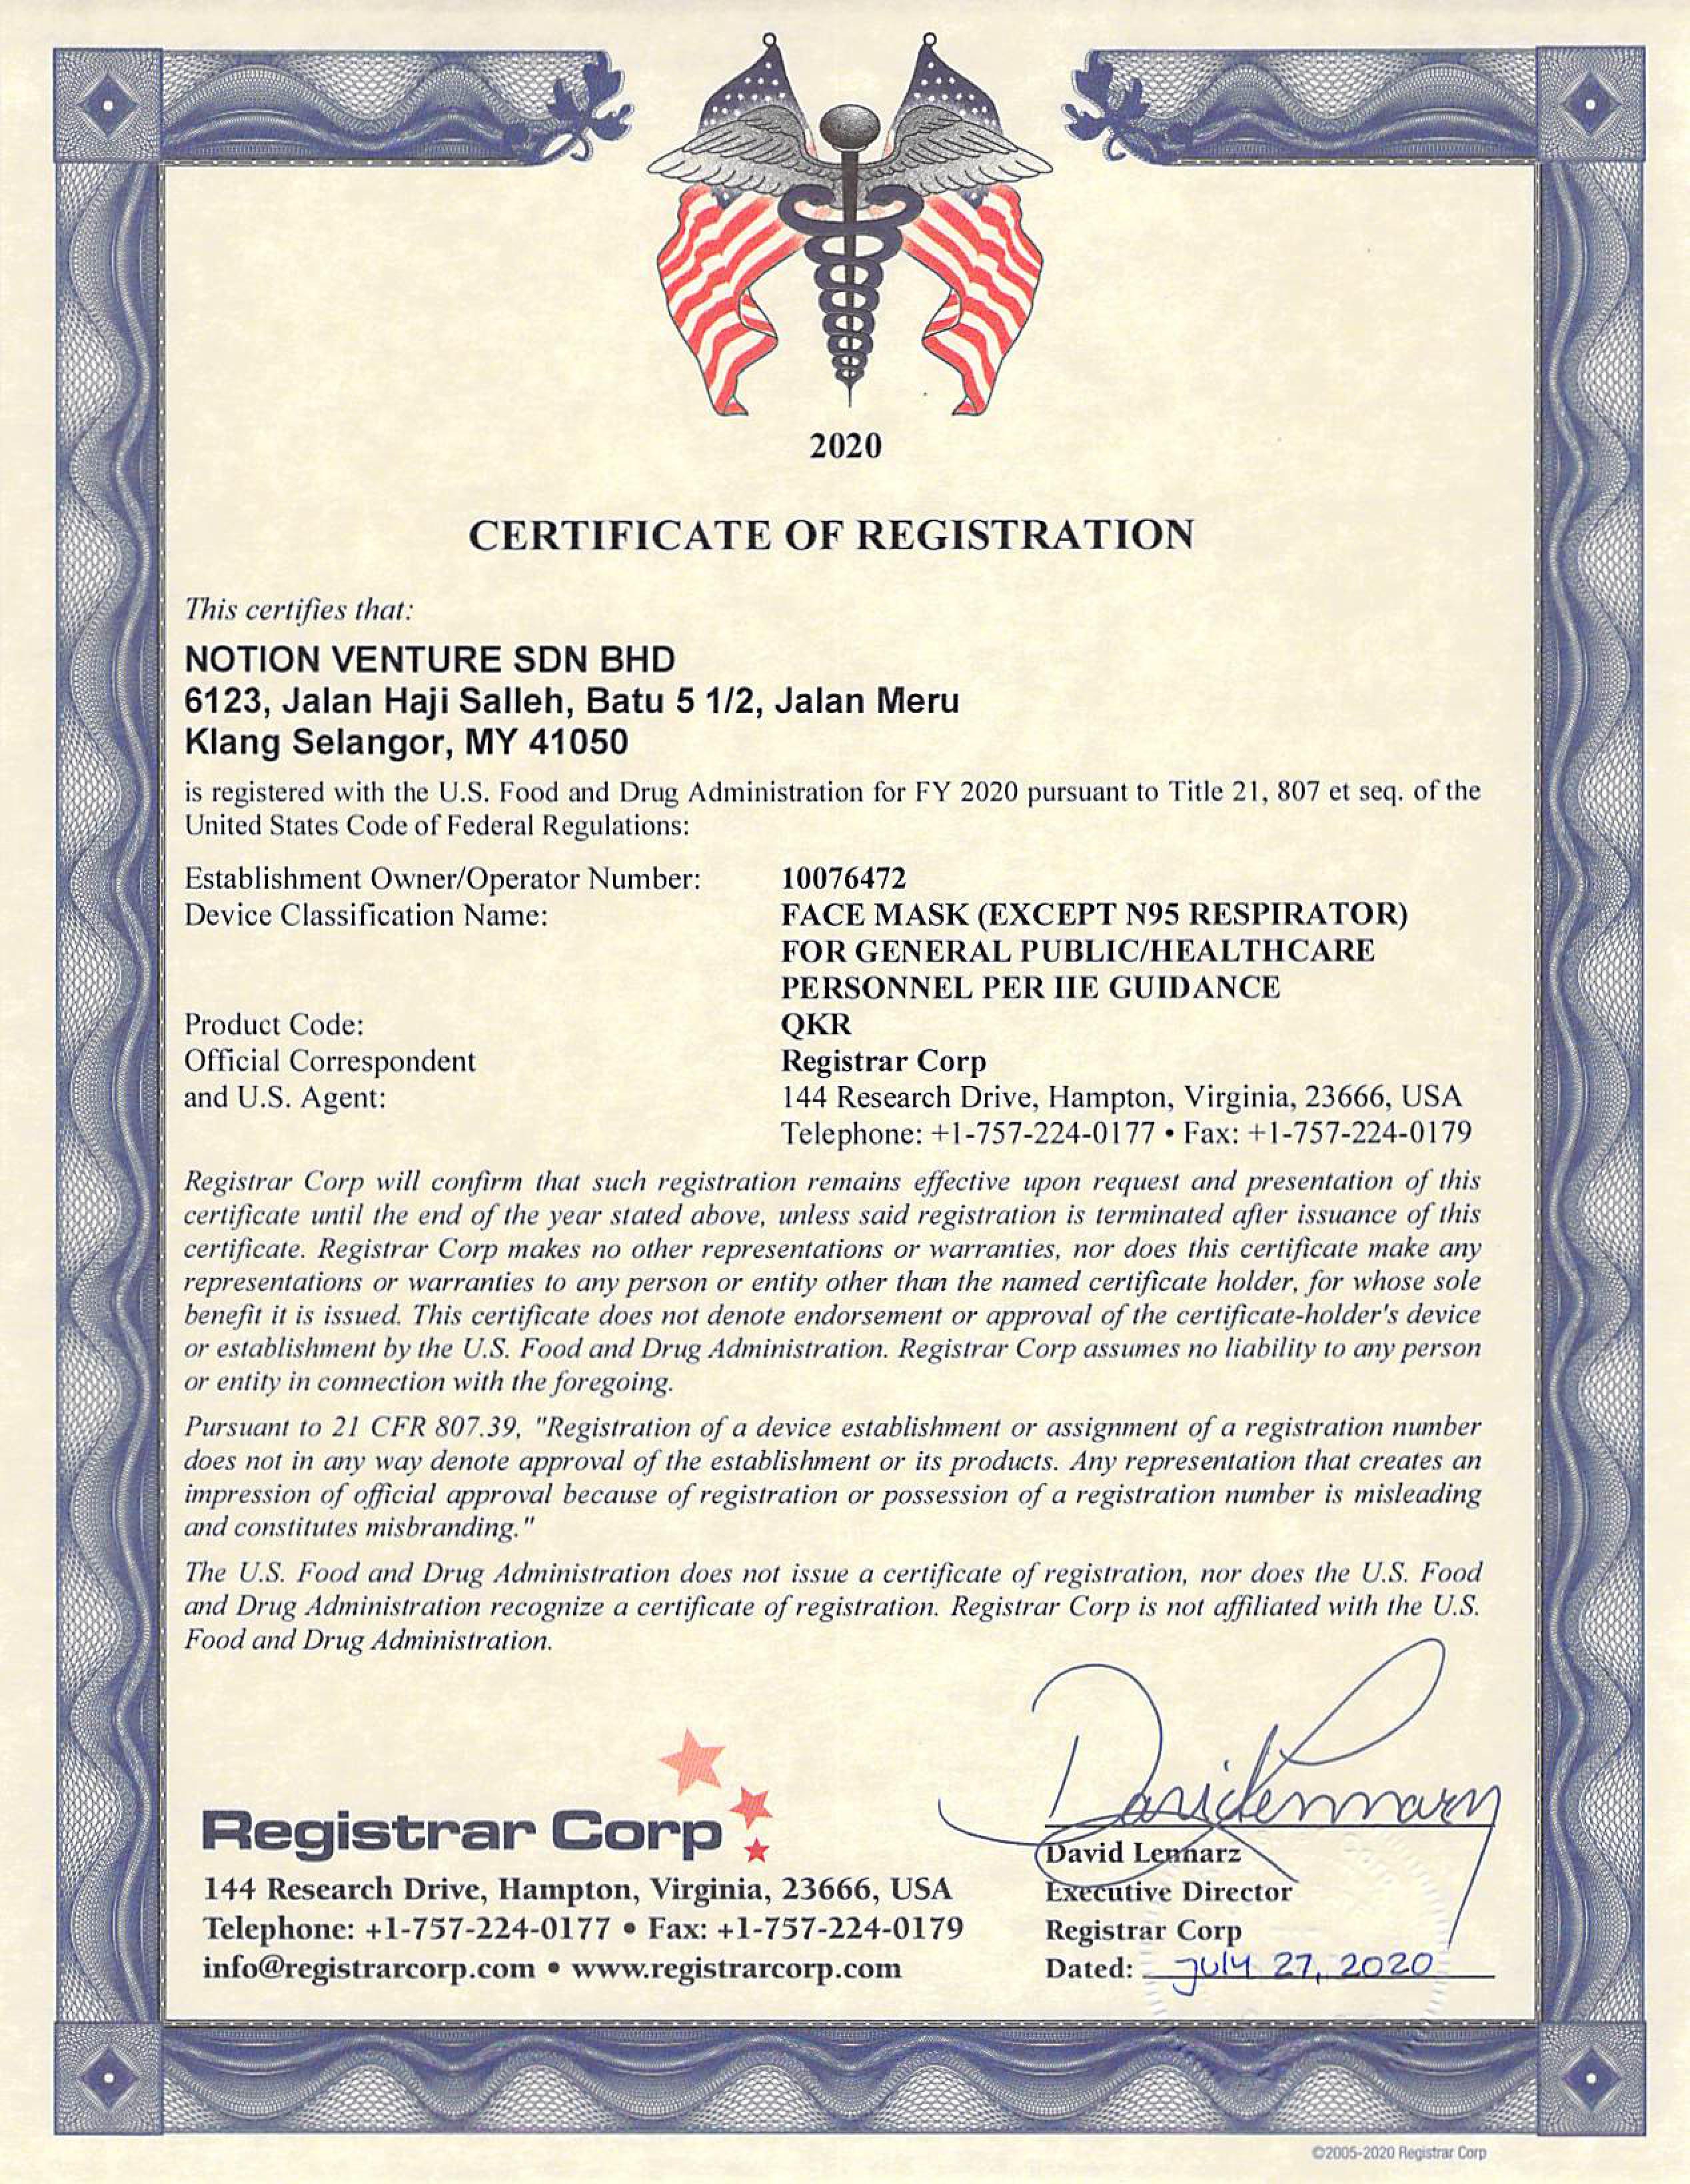 2020
CERTIFICATE OF REGISTRATION
This certifies that:
NOTION VENTURE SDN BHD
6123, Jalan Haji Salleh, Batu 5 1/2, Jalan Meru
Klang Selangor, MY 41050
is registered with the U.S. Food and Drug Administration for FY 2020 pursuant to Title 21, 807 et seq. of the
United States Code of Federal Regulations:
Establishment Owner/Operator Number: 10076472
Device Classification Name: FACE MASK (EXCEPT N95 RESPIRATOR)
FOR GENERAL PUBLIC/HEALTHCARE
PERSONNEL PER IIE GUIDANCE
Product Code: QKR
Official Correspondent Registrar Corp
and U.S. Agent: 144 Research Drive, Hampton, Virginia, 23666, USA
Telephone: +1-757-224-0177 • Fax: +1-757-224-0179
Registrar Corp will confirm that such registration remains effective upon request and presentation of this
certificate until the end of the year stated above, unless said registration is terminated after issuance of this
certificate. Registrar Corp makes no other representations or warranties, nor does this certificate make any
representations or warranties to any person or entity other than the named certificate holder, for whose sole
benefit it is issued. This certificate does not denote endorsement or approval of the certificate-holder's device
or establishment by the U.S. Food and Drug Administration. Registrar Corp assumes no liability to any person
or entity in connection with the foregoing.
Pursuant to 21 CFR 807.39, "Registration of a device establishment or assignment of a registration number
does not in any way denote approval of the establishment or its products. Any representation that creates an
impression of official approval because of registration or possession of a registration number is misleading
and constitutes misbranding."
The U.S. Food and Drug Administration does not issue a certificate of registration, nor does the U.S. Food
and Drug Administration recognize a certificate of registration. Registrar Corp is not affiliated with the U.S.
Food and Drug Administration.
Registrar Corp
144 Research Drive, Hampton, Virginia, 23666, USA
Telephone: +1-757-224-0177 • Fax: +1-757-224-0179
info@registrarcorp.com • www.registrarcorp.com
David Lennarz
David Lennarz
Executive Director
Registrar Corp
Dated: July 27, 2020
©2005-2020 Registrar Corp